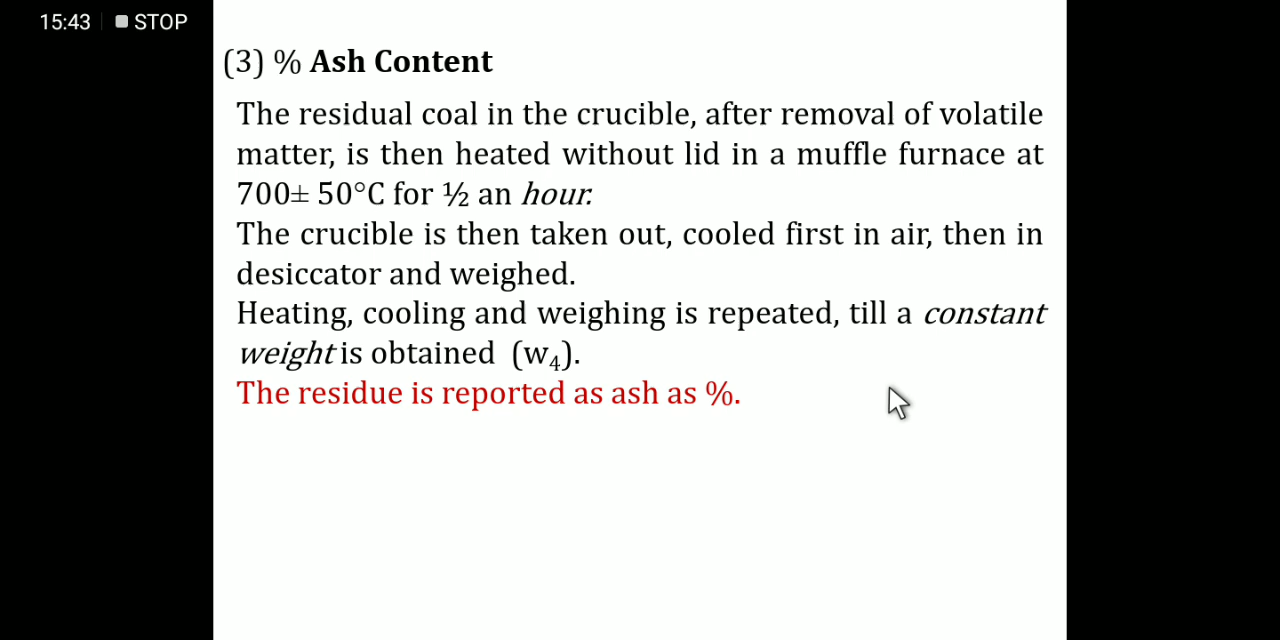 15:43 STOP
(3) % Ash Content
The residual coal in the crucible, after removal of volatile
matter, is then heated without lid in a muffle furnace at
700± 50°C for ½ an hour.
The crucible is then taken out, cooled first in air, then in
desiccator and weighed.
Heating, cooling and weighing is repeated, till a constant
weight is obtained (w₄).
The residue is reported as ash as %.